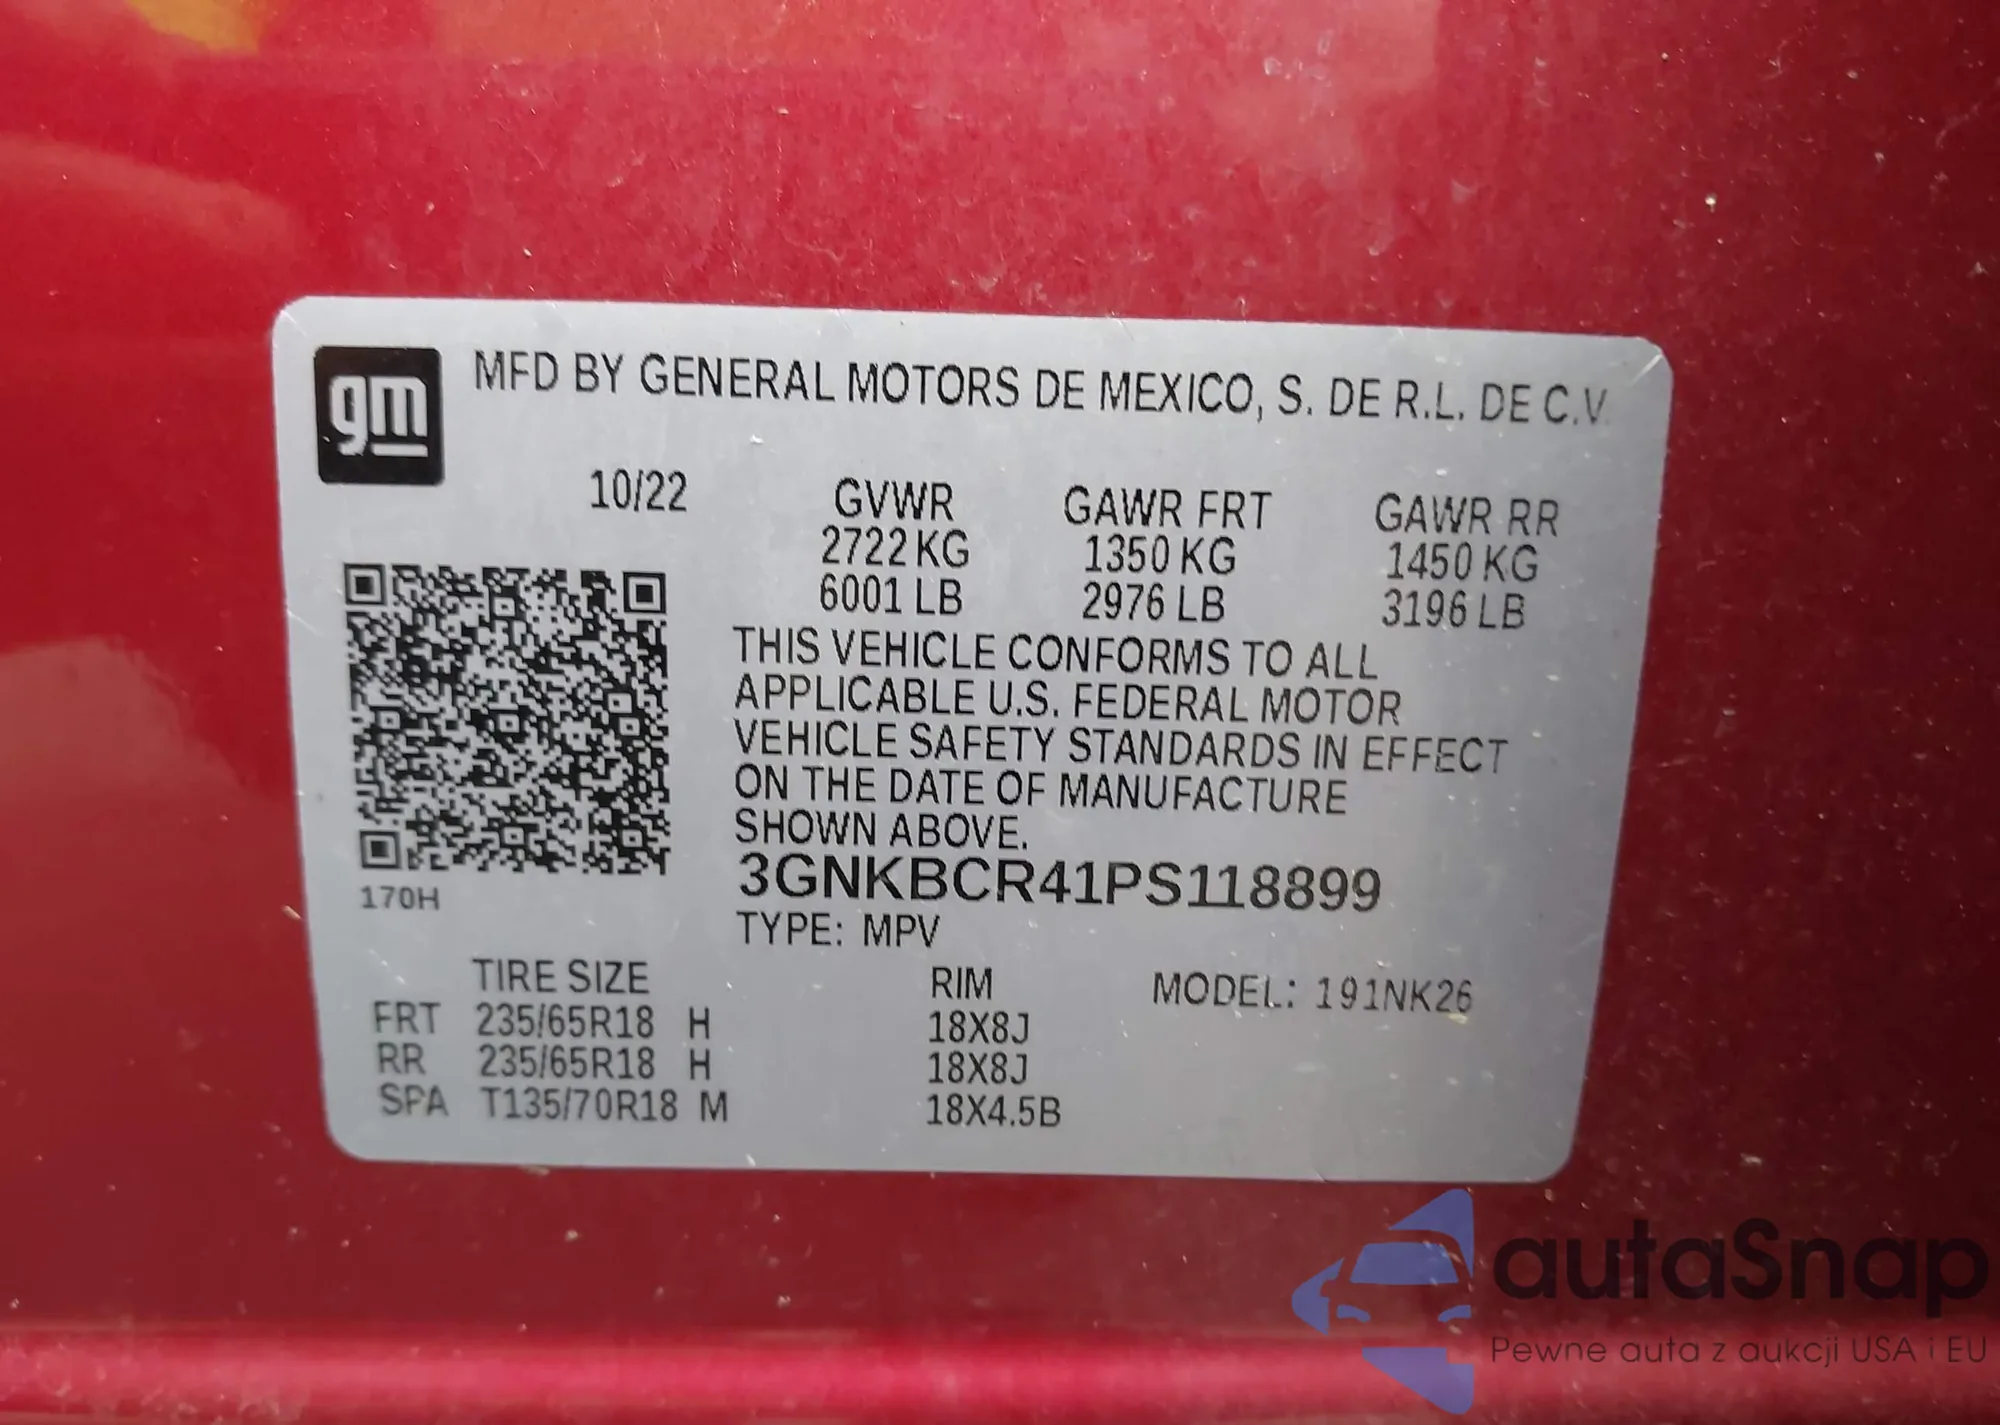 gm
MFD BY GENERAL MOTORS DE MEXICO, S. DE R.L. DE C.V.
10/22
GVWR GAWR FRT GAWR RR
2722 KG 1350 KG 1450 KG
6001 LB 2976 LB 3196 LB
THIS VEHICLE CONFORMS TO ALL
APPLICABLE U.S. FEDERAL MOTOR
VEHICLE SAFETY STANDARDS IN EFFECT
ON THE DATE OF MANUFACTURE
SHOWN ABOVE.
3GNKBCR41PS118899
170H
TYPE: MPV
TIRE SIZE RIM MODEL: 191NK26
FRT 235/65R18 H 18X8J
RR 235/65R18 H 18X8J
SPA T135/70R18 M 18X4.5B
autaSnap
Pewne auta z aukcji USA i EU